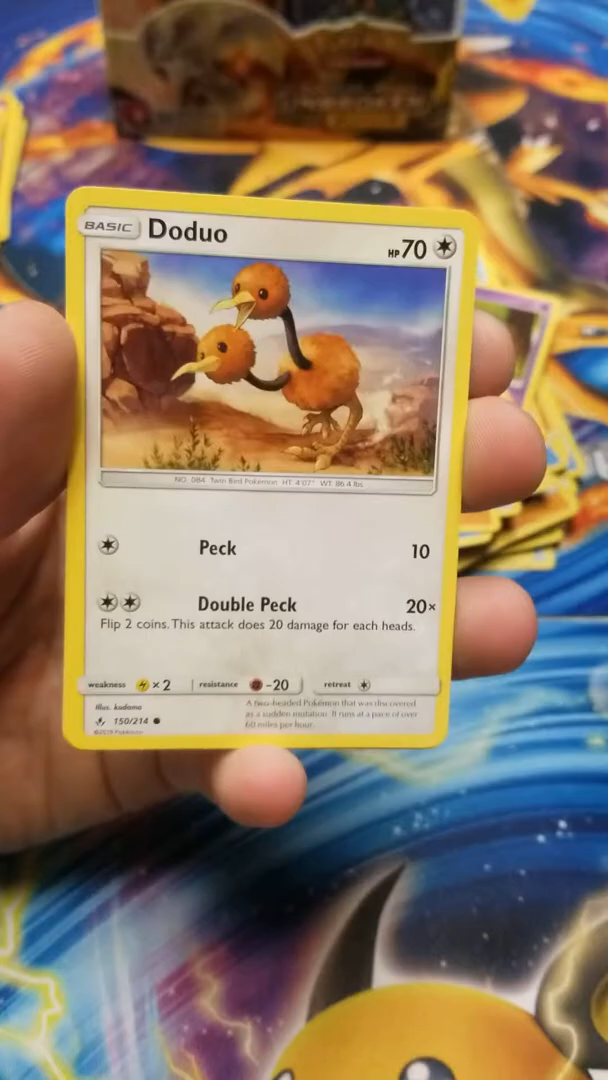 BASIC Doduo HP70
NO. 084 Twin Bird Pokémon HT: 4'07" WT: 86.4 lbs
Peck 10
Double Peck 20×
Flip 2 coins. This attack does 20 damage for each heads.
weakness ×2 resistance -20 retreat
Illus. kodama
150/214
©2019 Pokémon
A two-headed Pokémon that was discovered
as a sudden mutation. It runs at a pace of over
60 miles per hour.